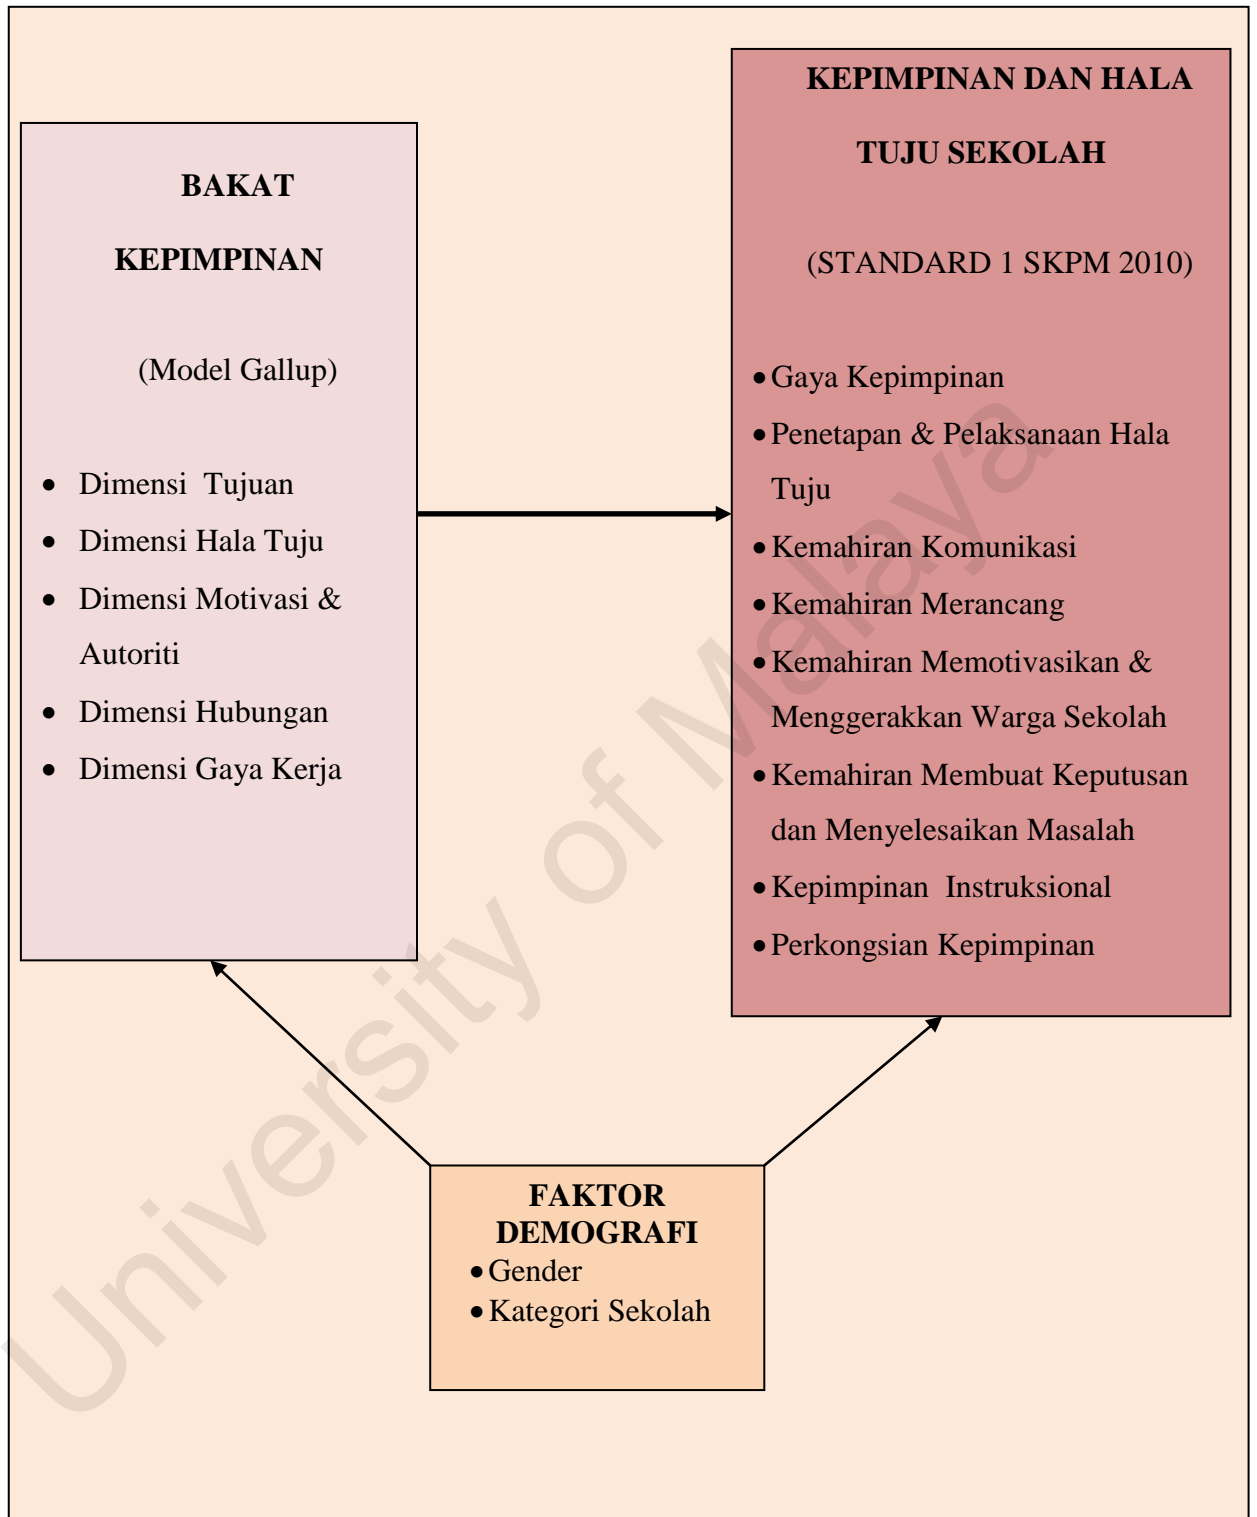 BAKAT
KEPIMPINAN
(Model Gallup)
• Dimensi Tujuan
• Dimensi Hala Tuju
• Dimensi Motivasi &
Autoriti
• Dimensi Hubungan
• Dimensi Gaya Kerja
KEPIMPINAN DAN HALA
TUJU SEKOLAH
(STANDARD 1 SKPM 2010)
• Gaya Kepimpinan
• Penetapan & Pelaksanaan Hala
Tuju
• Kemahiran Komunikasi
• Kemahiran Merancang
• Kemahiran Memotivasikan &
Menggerakkan Warga Sekolah
• Kemahiran Membuat Keputusan
dan Menyelesaikan Masalah
• Kepimpinan Instruksional
• Perkongsian Kepimpinan
FAKTOR
DEMOGRAFI
• Gender
• Kategori Sekolah
University of Malaya